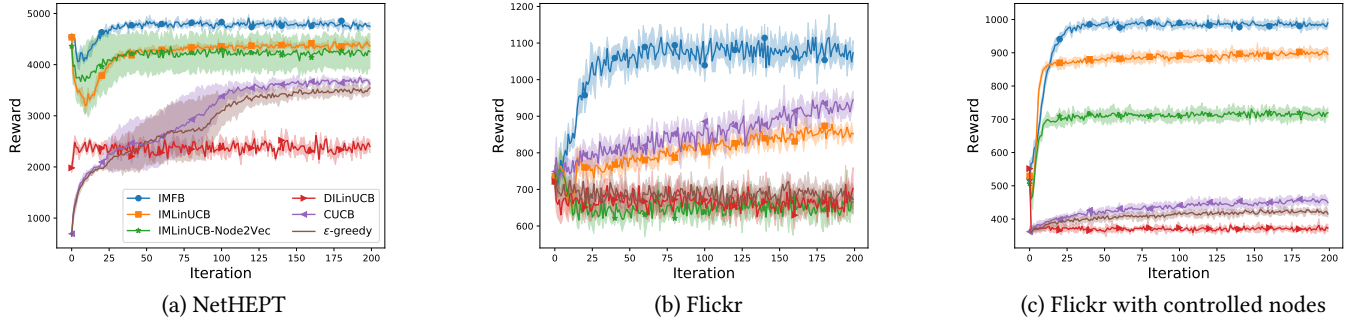 5000
4000
3000
2000
1000
Reward
0 25 50 75 100 125 150 175 200
Iteration
IMFB
IMLinUCB
IMLinUCB-Node2Vec
DILinUCB
CUCB
ε-greedy
(a) NetHEPT
1200
1100
1000
900
800
700
600
Reward
0 25 50 75 100 125 150 175 200
Iteration
(b) Flickr
1000
900
800
700
600
500
400
Reward
0 25 50 75 100 125 150 175 200
Iteration
(c) Flickr with controlled nodes